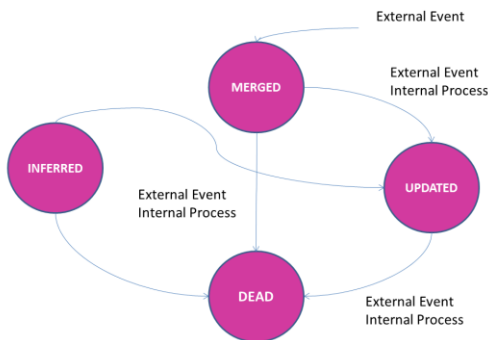 External Event
MERGED
External Event
Internal Process
INFERRED
UPDATED
External Event
Internal Process
DEAD
External Event
Internal Process